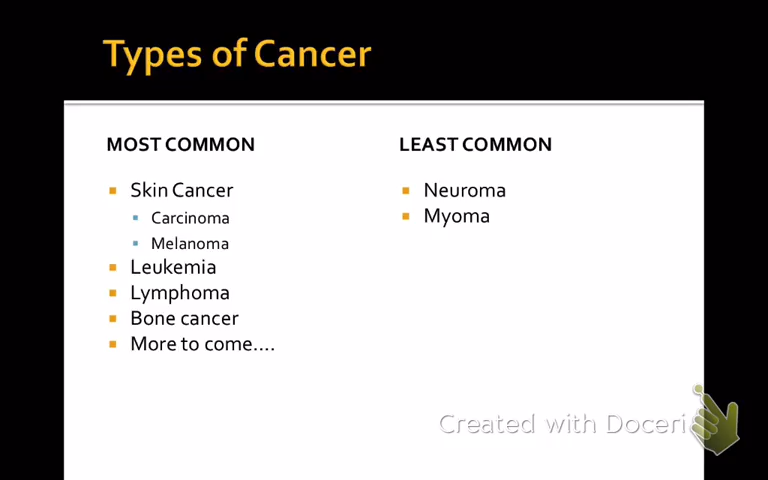 Types of Cancer
MOST COMMON
Skin Cancer
Carcinoma
Melanoma
Leukemia
Lymphoma
Bone cancer
More to come....
LEAST COMMON
Neuroma
Myoma
Created with Doceri